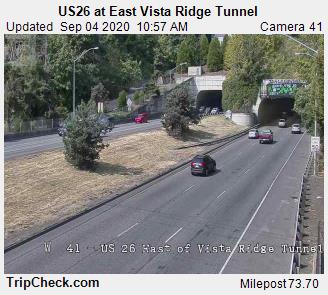 US26 at East Vista Ridge Tunnel
Updated Sep 04 2020 10:57 AM Camera 41
W 41 - US 26 East of Vista Ridge Tunnel
TripCheck.com Milepost 73.70